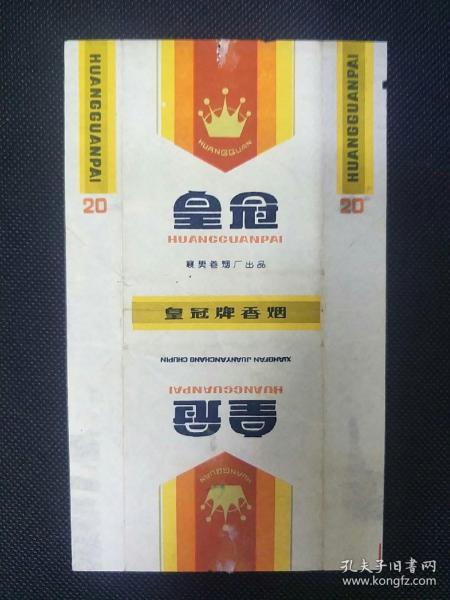 HUANGGUANPAI
20
HUANGGUAN
皇冠
HUANGGUANPAI
襄樊卷烟厂出品
皇冠牌香烟
XIANGFAN JUANYANCHANG CHUPIN
HUANGGUANPAI
皇冠
HUANGGUAN
HUANGGUANPAI
20
孔夫子旧书网
www.kongfz.com